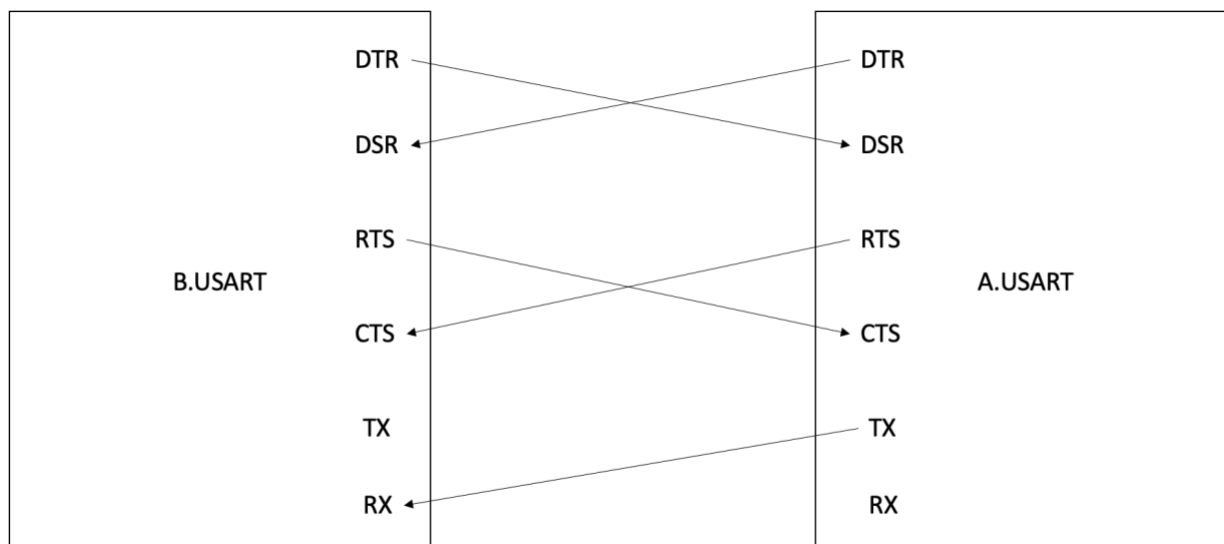 DTR
DSR
RTS
B.USART
CTS
TX
RX
DTR
DSR
RTS
A.USART
CTS
TX
RX